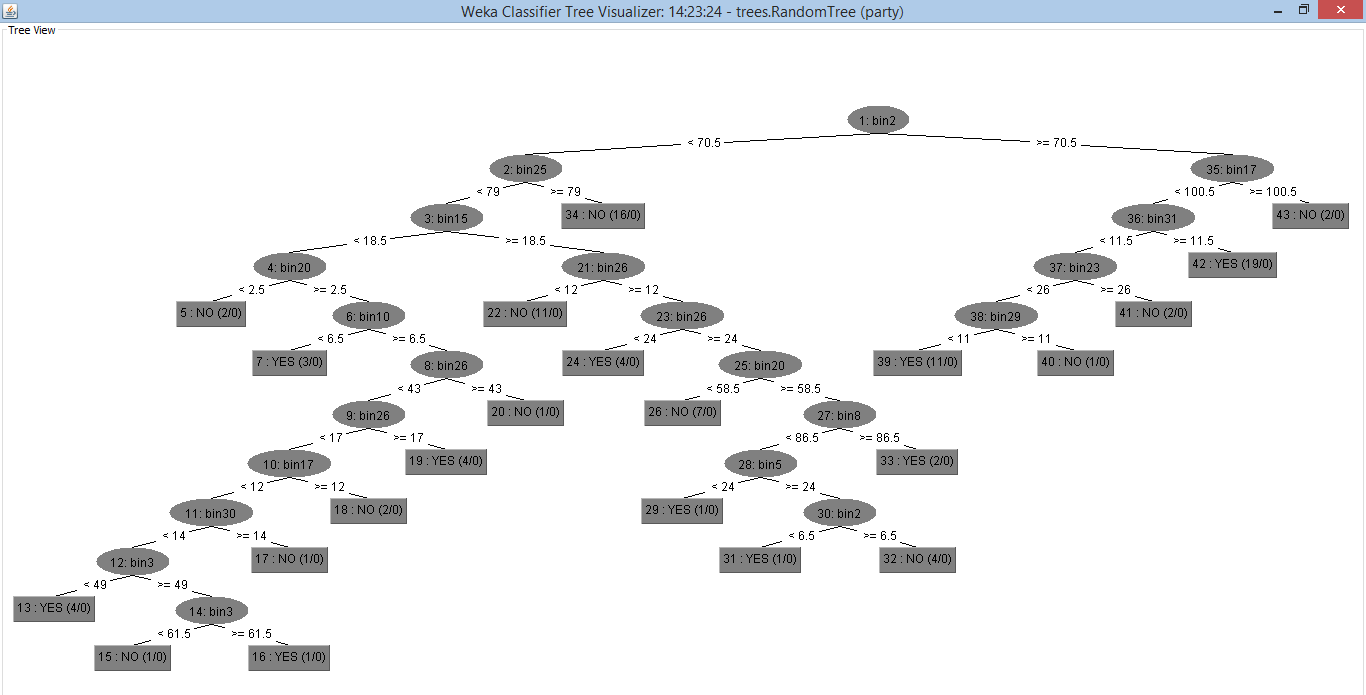 Weka Classifier Tree Visualizer: 14:23:24 - trees.RandomTree (party)
Tree View
1: bin2
< 70.5
>= 70.5
2: bin25
35: bin17
< 79
>= 79
< 100.5
>= 100.5
3: bin15
34 : NO (16/0)
36: bin31
43 : NO (2/0)
< 18.5
>= 18.5
< 11.5
>= 11.5
4: bin20
21: bin26
37: bin23
42 : YES (19/0)
< 2.5
>= 2.5
< 12
>= 12
< 26
>= 26
5 : NO (2/0)
6: bin10
22 : NO (11/0)
23: bin26
38: bin29
41 : NO (2/0)
< 6.5
>= 6.5
< 24
>= 24
< 11
>= 11
7 : YES (3/0)
8: bin26
24 : YES (4/0)
25: bin20
39 : YES (11/0)
40 : NO (1/0)
< 43
>= 43
< 58.5
>= 58.5
9: bin26
20 : NO (1/0)
26 : NO (7/0)
27: bin8
< 17
>= 17
< 86.5
>= 86.5
10: bin17
19 : YES (4/0)
28: bin5
33 : YES (2/0)
< 12
>= 12
< 24
>= 24
11: bin30
18 : NO (2/0)
29 : YES (1/0)
30: bin2
< 14
>= 14
< 6.5
>= 6.5
12: bin3
17 : NO (1/0)
31 : YES (1/0)
32 : NO (4/0)
< 49
>= 49
13 : YES (4/0)
14: bin3
< 61.5
>= 61.5
15 : NO (1/0)
16 : YES (1/0)